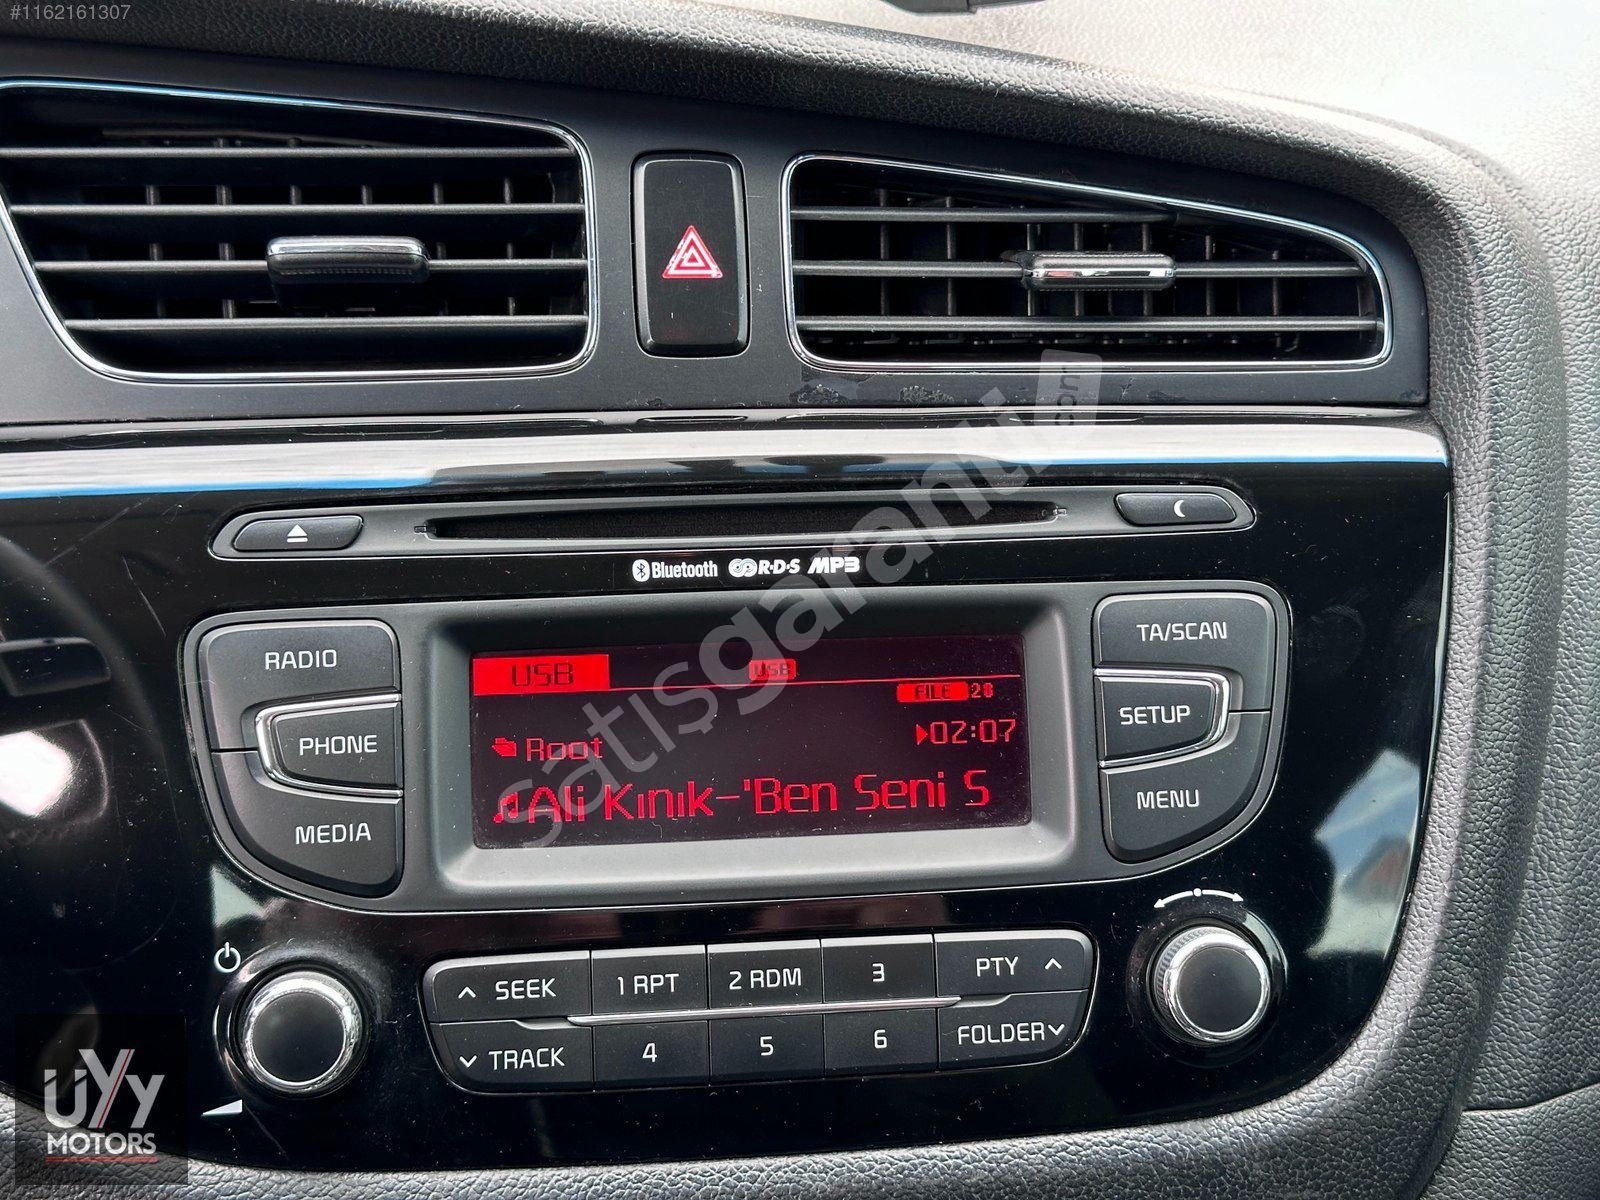 #1162161307
Bluetooth R·D·S MP3
RADIO
PHONE
MEDIA
USB
USB
FILE 28
Root
02:07
Ali Kınık-'Ben Seni S
TA/SCAN
SETUP
MENU
satışgaranti
.com
SEEK
1 RPT
2 RDM
3
PTY
TRACK
4
5
6
FOLDER
UYY
MOTORS